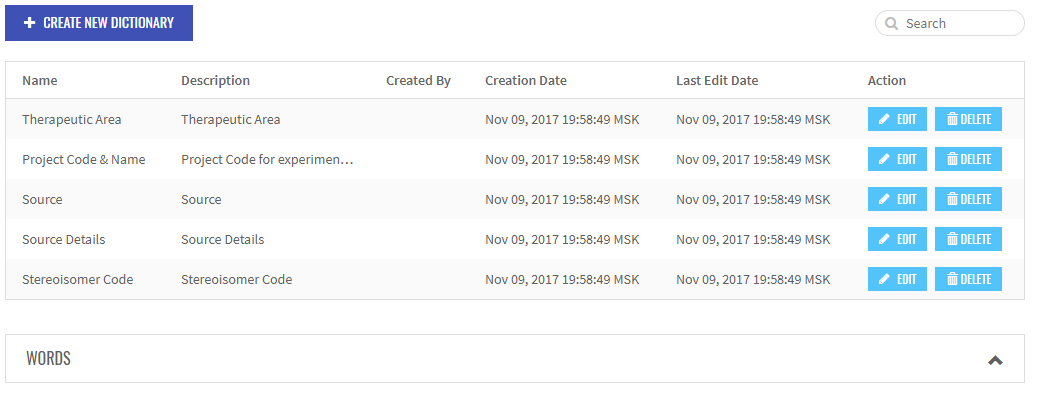 CREATE NEW DICTIONARY Search
Name Description Created By Creation Date Last Edit Date Action
Therapeutic Area Therapeutic Area Nov 09, 2017 19:58:49 MSK Nov 09, 2017 19:58:49 MSK EDIT DELETE
Project Code & Name Project Code for experimen... Nov 09, 2017 19:58:49 MSK Nov 09, 2017 19:58:49 MSK EDIT DELETE
Source Source Nov 09, 2017 19:58:49 MSK Nov 09, 2017 19:58:49 MSK EDIT DELETE
Source Details Source Details Nov 09, 2017 19:58:49 MSK Nov 09, 2017 19:58:49 MSK EDIT DELETE
Stereoisomer Code Stereoisomer Code Nov 09, 2017 19:58:49 MSK Nov 09, 2017 19:58:49 MSK EDIT DELETE
WORDS